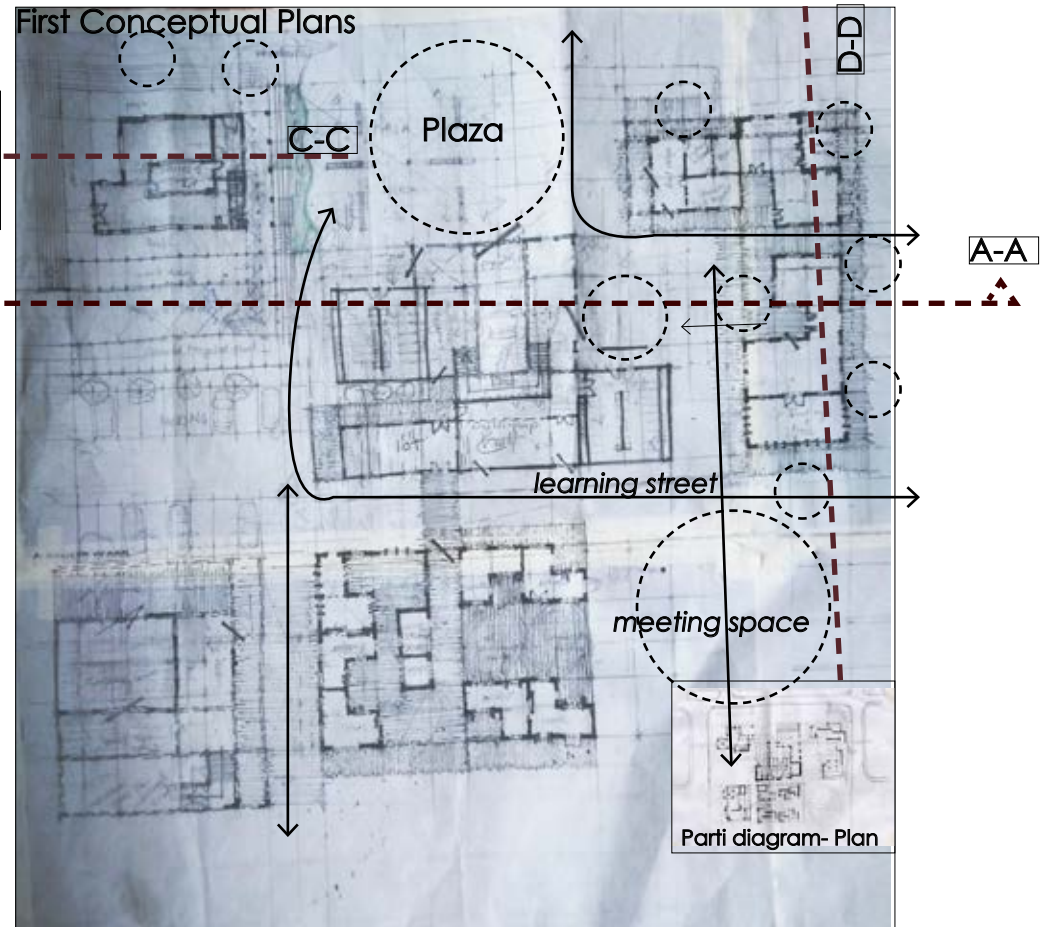 First Conceptual Plans
D-D
C-C
Plaza
A-A
learning street
meeting space
Parti diagram- Plan